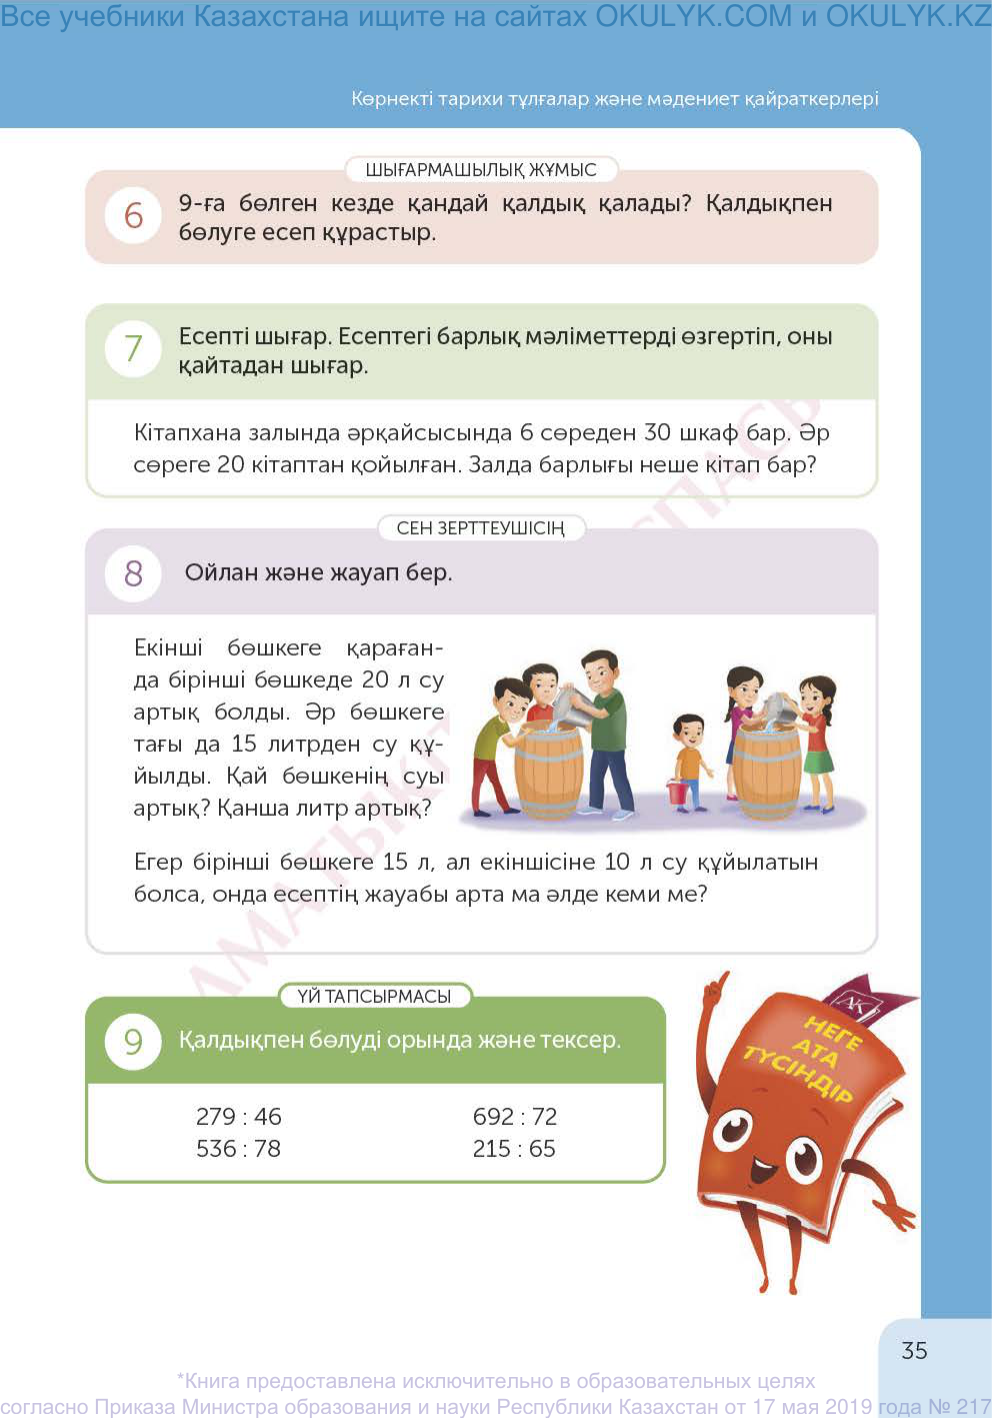 Все учебники Казахстана ищите на сайтах OKULYK.COM и OKULYK.KZ
Көрнекті тарихи тұлғалар және мәдениет қайраткерлері
ШЫҒАРМАШЫЛЫҚ ЖҰМЫС
6
9-ға бөлген кезде қандай қалдық қалады? Қалдықпен
бөлуге есеп құрастыр.
7
Есепті шығар. Есептегі барлық мәліметтерді өзгертіп, оны
қайтадан шығар.
Кітапхана залында әрқайсысында 6 сөреден 30 шкаф бар. Әр
сөреге 20 кітаптан қойылған. Залда барлығы неше кітап бар?
СЕН ЗЕРТТЕУШІСІҢ
8
Ойлан және жауап бер.
Екінші бөшкеге қараған-
да бірінші бөшкеде 20 л су
артық болды. Әр бөшкеге
тағы да 15 литрден су құ-
йылды. Қай бөшкенің суы
артық? Қанша литр артық?
Егер бірінші бөшкеге 15 л, ал екіншісіне 10 л су құйылатын
болса, онда есептің жауабы арта ма әлде кеми ме?
ҮЙ ТАПСЫРМАСЫ
9
Қалдықпен бөлуді орында және тексер.
279 : 46 692 : 72
536 : 78 215 : 65
АК
НЕГЕ
АТА
ТҮСІНДІР
35
*Книга предоставлена исключительно в образовательных целях
согласно Приказа Министра образования и науки Республики Казахстан от 17 мая 2019 года № 217